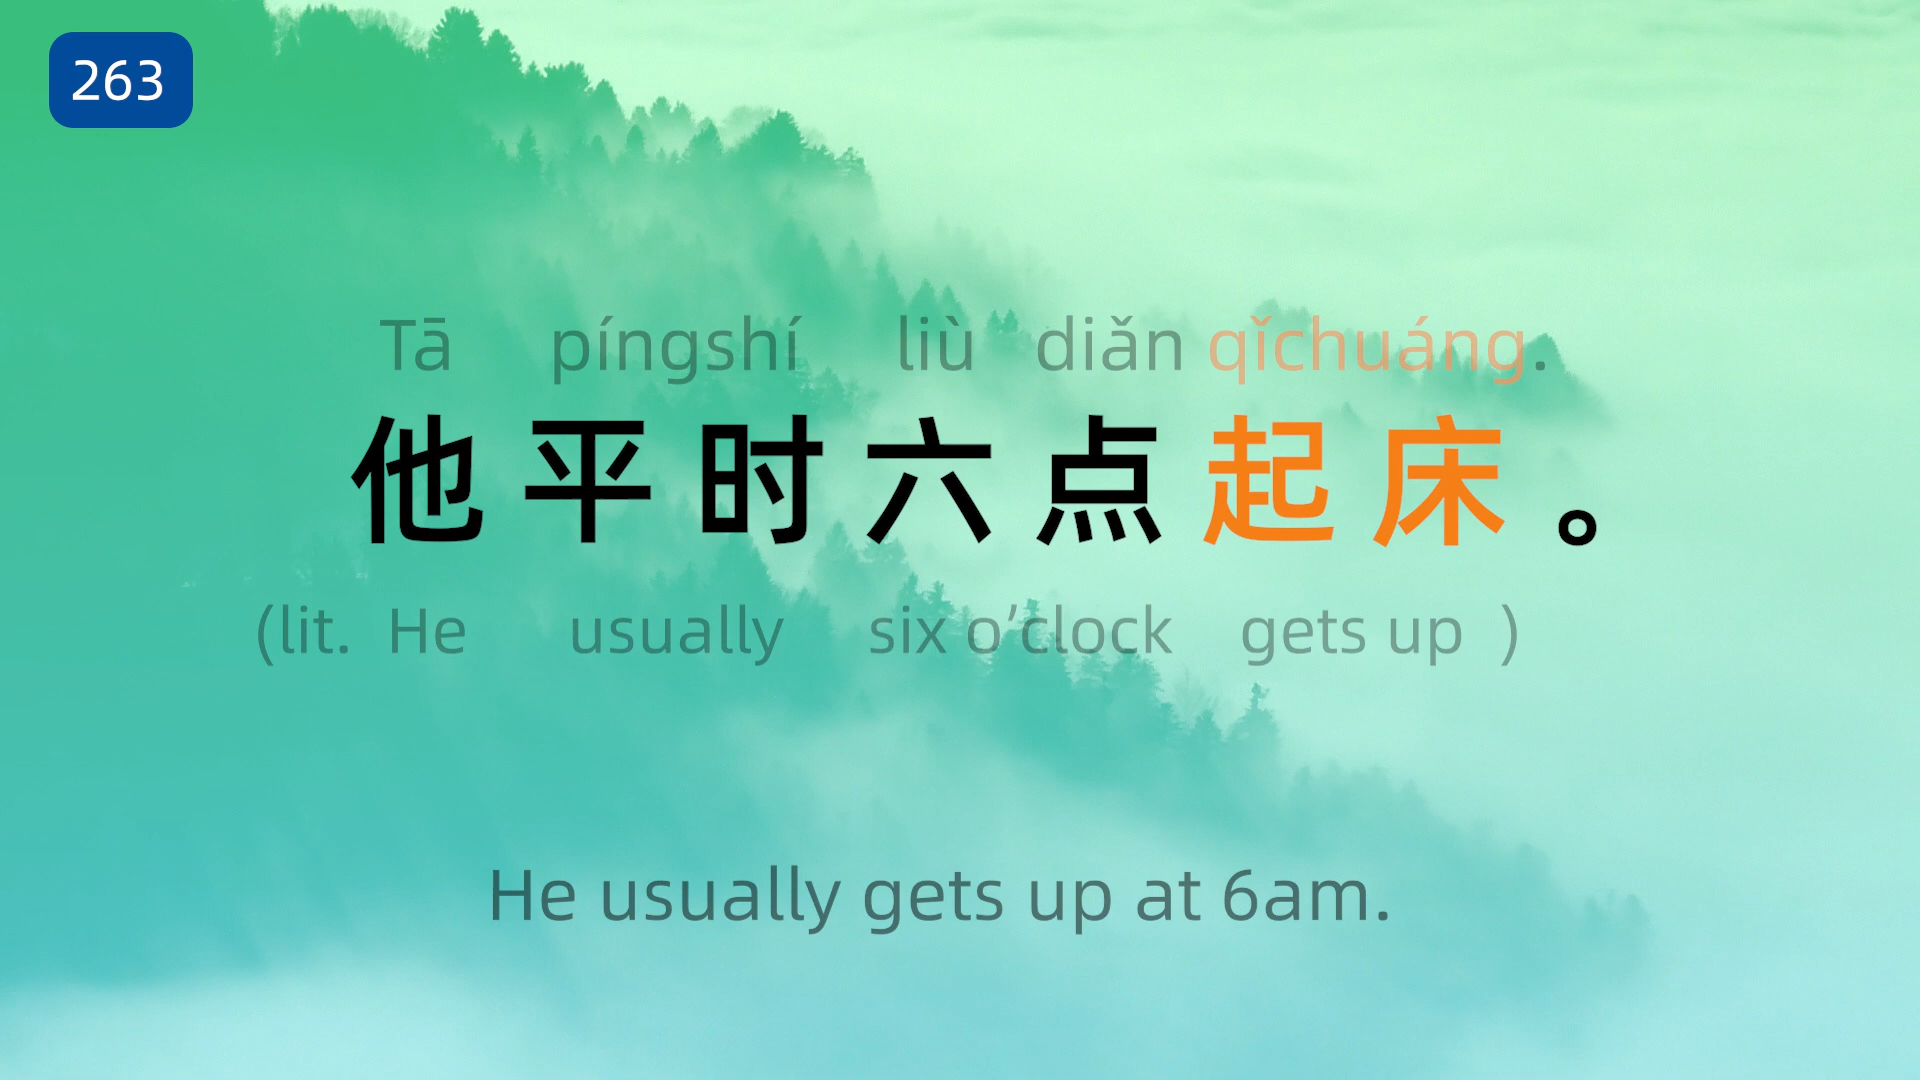 263
Tā píngshí liù diǎn qǐchuáng.
他平时六点起床。
(lit. He usually six o’clock gets up )
He usually gets up at 6am.